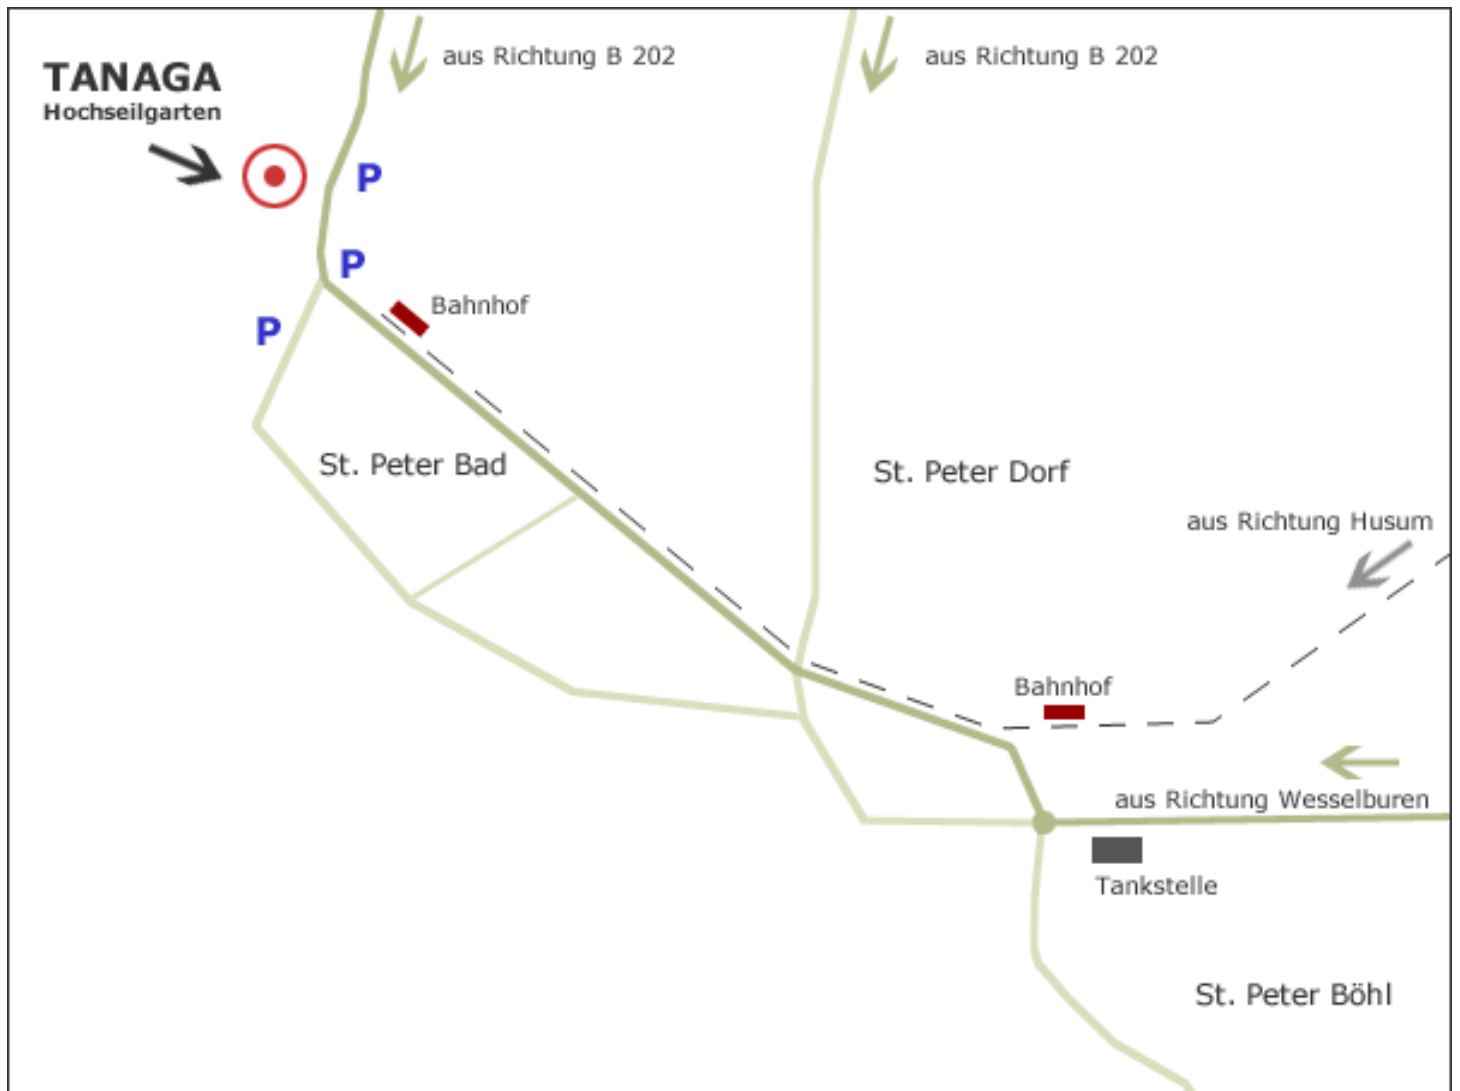 aus Richtung B 202
aus Richtung B 202
TANAGA
Hochseilgarten
P
P
Bahnhof
P
St. Peter Bad
St. Peter Dorf
aus Richtung Husum
Bahnhof
aus Richtung Wesselburen
Tankstelle
St. Peter Böhl